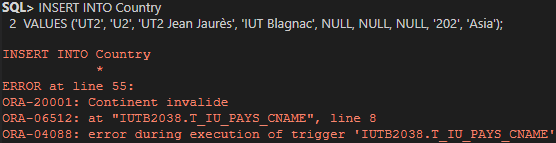 SQL> INSERT INTO Country
2 VALUES ('UT2', 'U2', 'UT2 Jean Jaurès', 'IUT Blagnac', NULL, NULL, NULL, '202', 'Asia');
INSERT INTO Country
*
ERROR at line 55:
ORA-20001: Continent invalide
ORA-06512: at "IUTB2038.T_IU_PAYS_CNAME", line 8
ORA-04088: error during execution of trigger 'IUTB2038.T_IU_PAYS_CNAME'